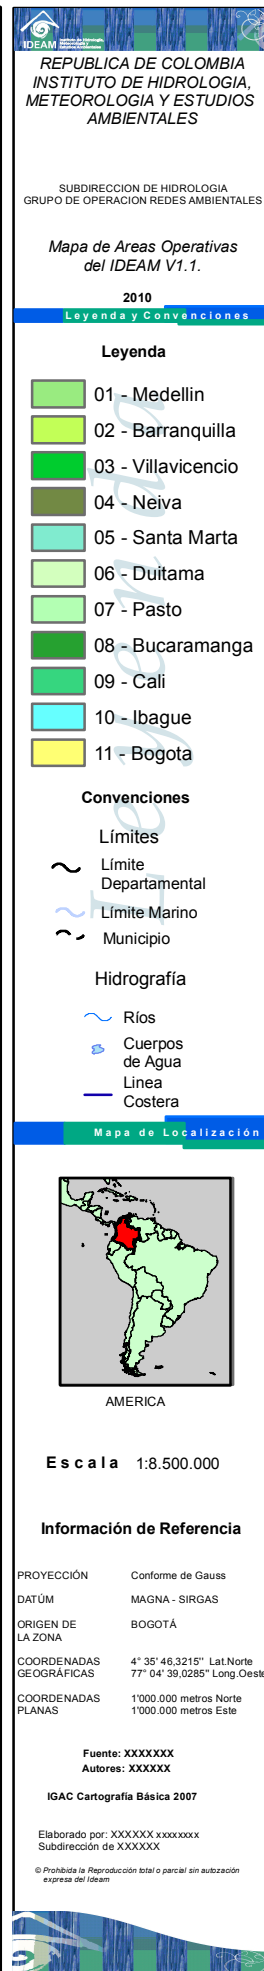 IDEAM
REPUBLICA DE COLOMBIA
INSTITUTO DE HIDROLOGIA,
METEOROLOGIA Y ESTUDIOS
AMBIENTALES
SUBDIRECCION DE HIDROLOGIA
GRUPO DE OPERACION REDES AMBIENTALES
Mapa de Areas Operativas
del IDEAM V1.1.
2010
Leyenda y Convenciones
Leyenda
Leyenda
01 - Medellin
02 - Barranquilla
03 - Villavicencio
04 - Neiva
05 - Santa Marta
06 - Duitama
07 - Pasto
08 - Bucaramanga
09 - Cali
10 - Ibague
11 - Bogota
Convenciones
Límites
Límite
Departamental
Límite Marino
Municipio
Hidrografía
Ríos
Cuerpos
de Agua
Linea
Costera
Mapa de Localización
AMERICA
Escala 1:8.500.000
Información de Referencia
PROYECCIÓN Conforme de Gauss
DATÚM MAGNA - SIRGAS
ORIGEN DE BOGOTÁ
LA ZONA
COORDENADAS 4° 35' 46,3215" Lat.Norte
GEOGRÁFICAS 77° 04' 39,0285" Long.Oeste
COORDENADAS 1'000.000 metros Norte
PLANAS 1'000.000 metros Este
Fuente: XXXXXXX
Autores: XXXXXX
IGAC Cartografía Básica 2007
Elaborado por: XXXXXX xxxxxxxx
Subdirección de XXXXXX
© Prohibida la Reproducción total o parcial sin autozación
expresa del Ideam